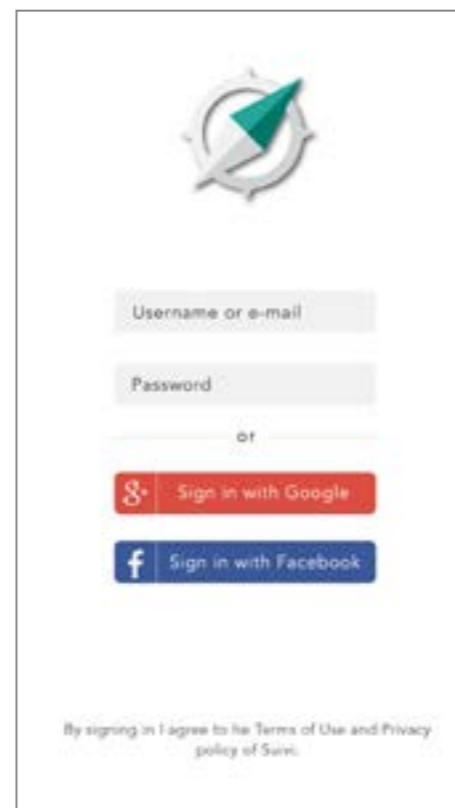 Username or e-mail
Password
or
Sign in with Google
Sign in with Facebook
By signing in I agree to he Terms of Use and Privacy
policy of